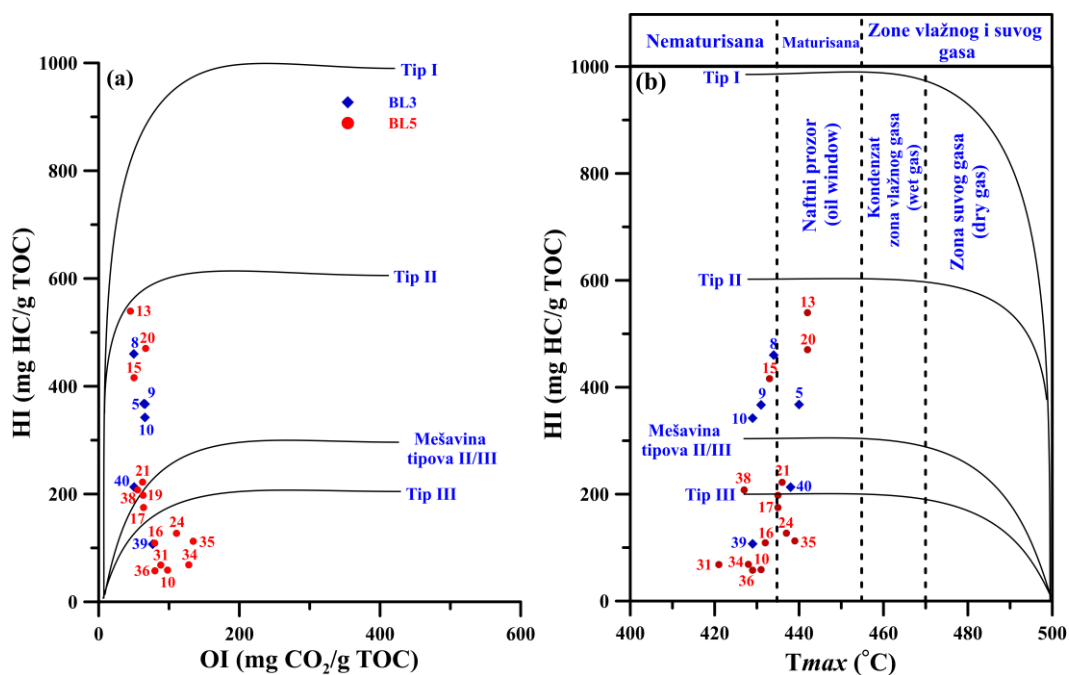 (a)
HI (mg HC/g TOC)
1000
800
600
400
200
0
Tip I
BL3
BL5
Tip II
13
8
20
15
5
9
10
Mešavina
tipova II/III
Tip III
40
21
38
19
17
16
24
39
35
31
34
36
10
0
200
400
600
OI (mg CO₂/g TOC)
Nematurisana
Maturisana
Zone vlažnog i suvog
gasa
(b)
HI (mg HC/g TOC)
1000
800
600
400
200
0
Tip I
Naftni prozor
(oil window)
Kondenzat
zona vlažnog gasa
(wet gas)
Zona suvog gasa
(dry gas)
Tip II
13
8
20
15
9
5
10
Mešavina
tipova II/III
Tip III
38
21
40
17
16
24
39
35
31
34
10
36
400
420
440
460
480
500
Tmax (°C)